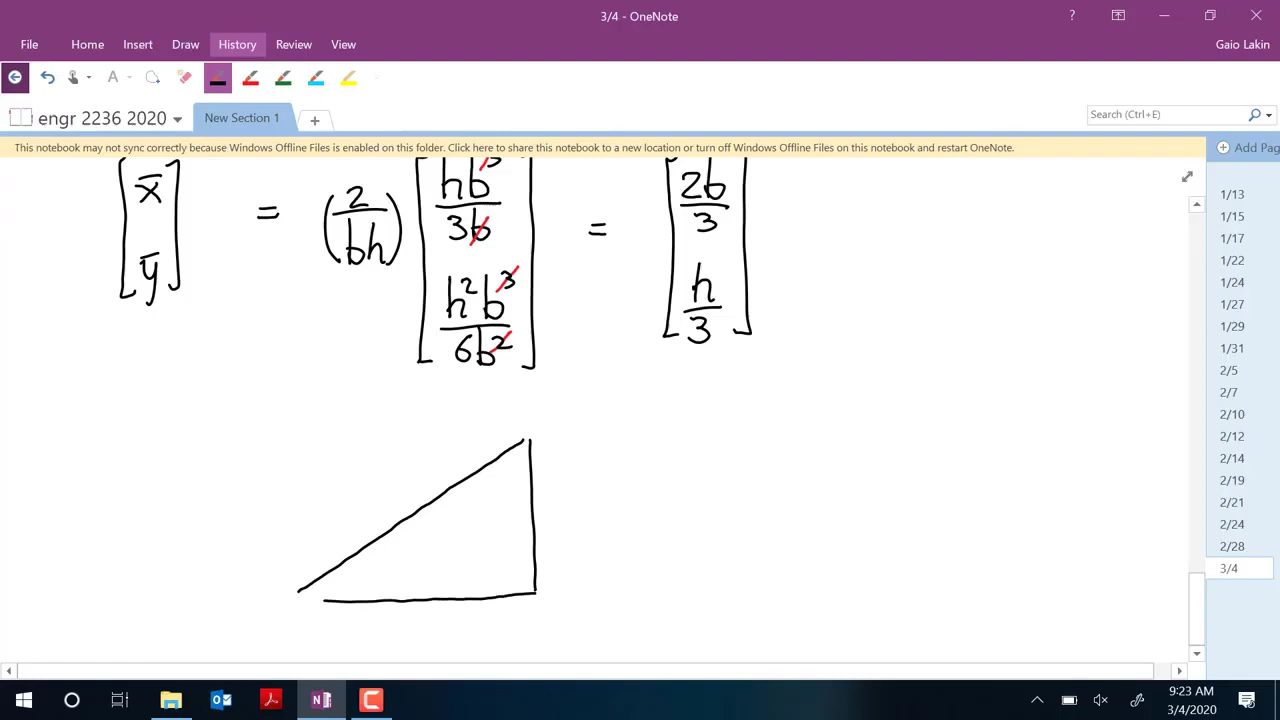 3/4 - OneNote
?
File Home Insert Draw History Review View
Gaio Lakin
A
engr 2236 2020
New Section 1
+
Search (Ctrl+E)
This notebook may not sync correctly because Windows Offline Files is enabled on this folder. Click here to share this notebook to a new location or turn off Windows Offline Files on this notebook and restart OneNote.
Add Pag
[x̄ ȳ] = (2/bh) [hb³/3b h²b³/6b²] = [2b/3 h/3]
1/13
1/15
1/17
1/22
1/24
1/27
1/29
1/31
2/5
2/7
2/10
2/12
2/14
2/19
2/21
2/24
2/28
3/4
9:23 AM
3/4/2020